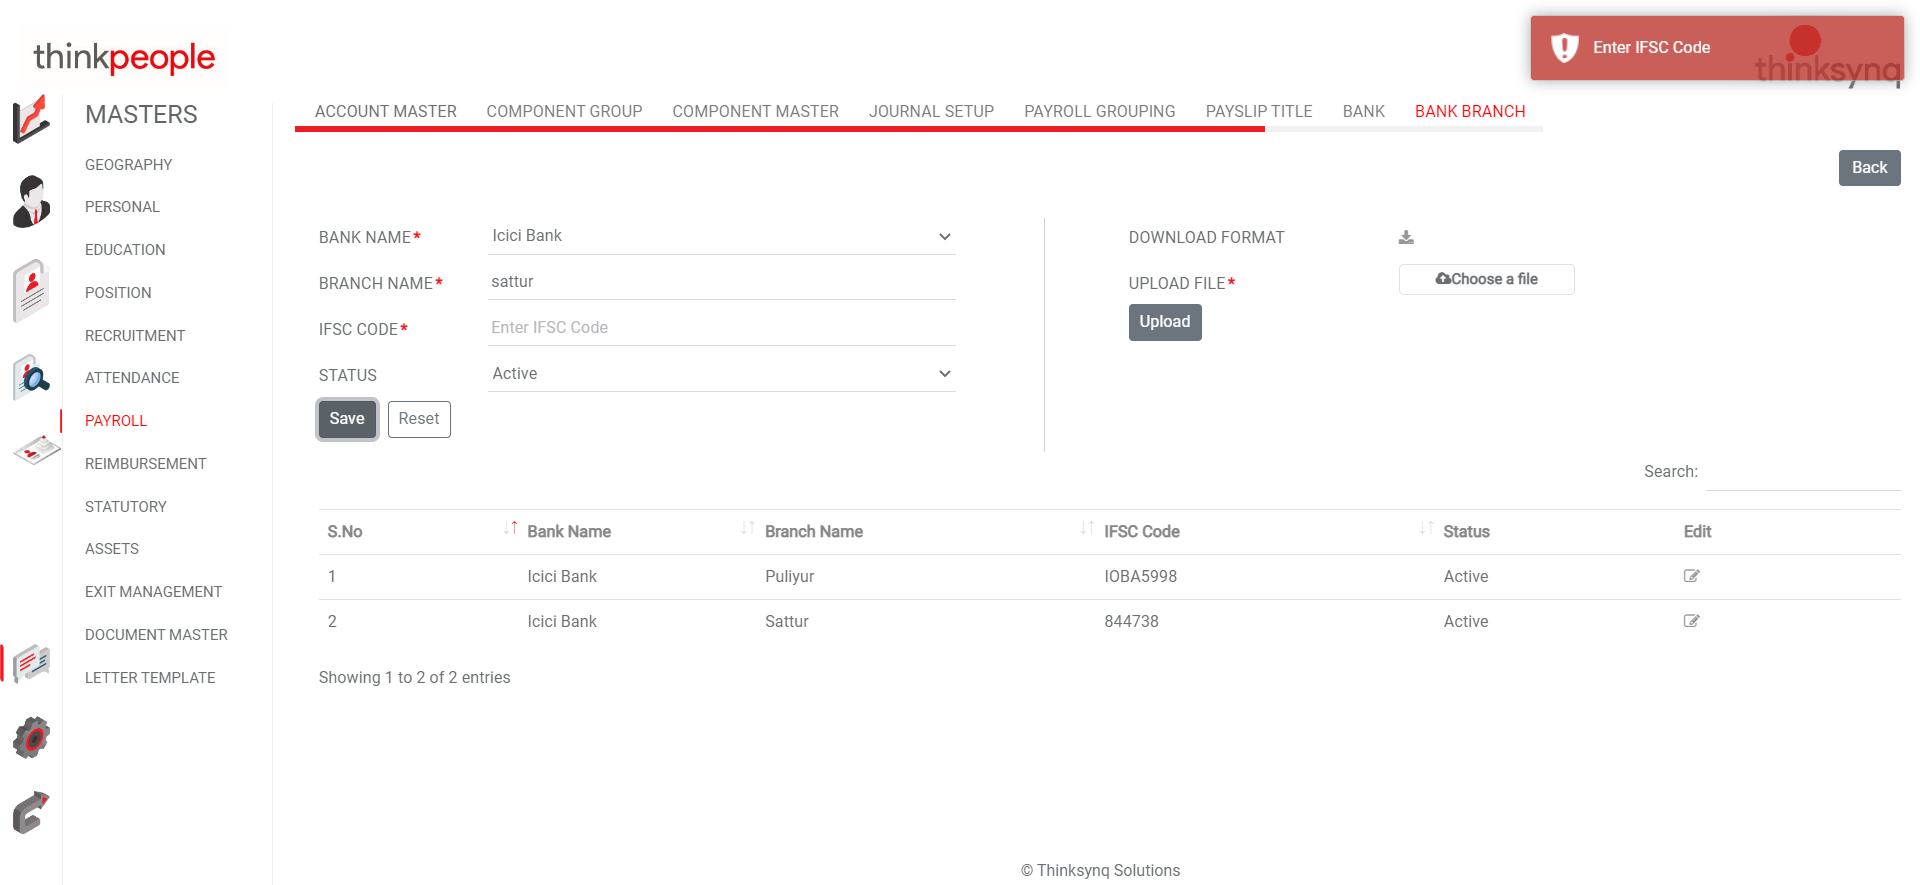 thinkpeople
Enter IFSC Code
thinksynq
MASTERS
GEOGRAPHY
PERSONAL
EDUCATION
POSITION
RECRUITMENT
ATTENDANCE
PAYROLL
REIMBURSEMENT
STATUTORY
ASSETS
EXIT MANAGEMENT
DOCUMENT MASTER
LETTER TEMPLATE
ACCOUNT MASTER COMPONENT GROUP COMPONENT MASTER JOURNAL SETUP PAYROLL GROUPING PAYSLIP TITLE BANK BANK BRANCH
Back
BANK NAME* Icici Bank
BRANCH NAME* sattur
IFSC CODE* Enter IFSC Code
STATUS Active
Save Reset
DOWNLOAD FORMAT
UPLOAD FILE* Choose a file
Upload
Search:
S.No Bank Name Branch Name IFSC Code Status Edit
1 Icici Bank Puliyur IOBA5998 Active
2 Icici Bank Sattur 844738 Active
Showing 1 to 2 of 2 entries
© Thinksynq Solutions